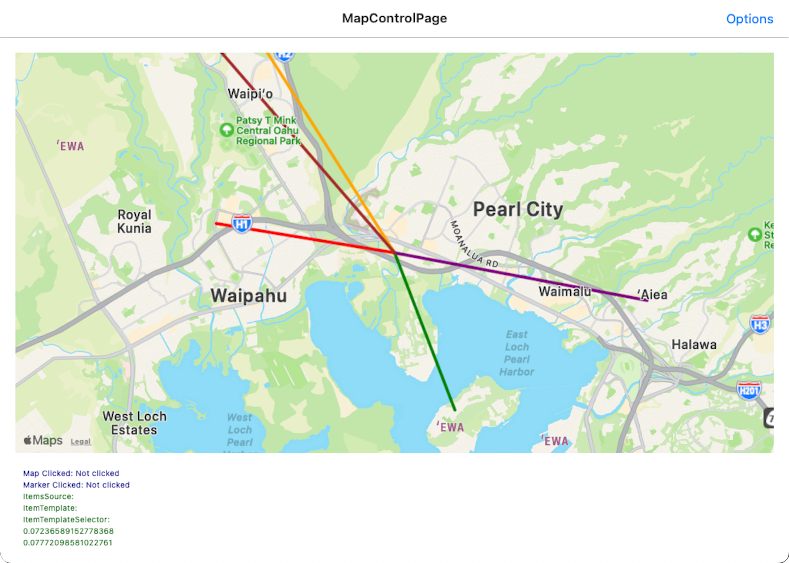 MapControlPage
Options
H2
Waipi'o
Patsy T Mink
Central Oahu
Regional Park
'EWA
Royal
Kunia
H1
Pearl City
MOANALUA RD
Ke
St
Re
Waipahu
Waimalu
'Aiea
East
Loch
Pearl
Harbor
H3
Halawa
H201
West Loch
Estates
West
Loch
Pearl
'EWA
'EWA
7
Maps
Legal
Map Clicked: Not clicked
Marker Clicked: Not clicked
ItemsSource:
ItemTemplate:
ItemTemplateSelector:
0.07236589152778368
0.07772098581022761